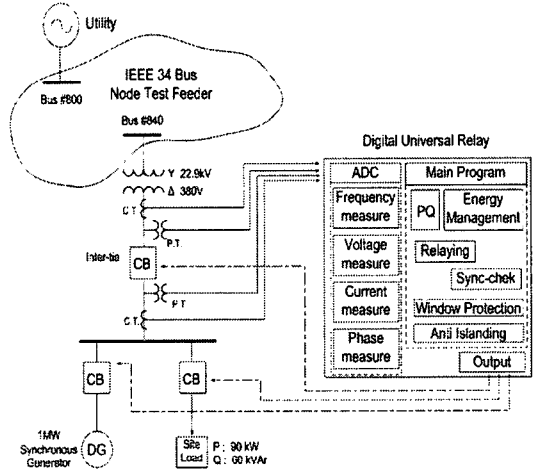 Utility
IEEE 34 Bus
Node Test Feeder
Bus #800
Bus #840
Y 22.9kV
Δ 380V
C.T.
P.T.
Inter-tie
CB
P.T
C.T.
CB
CB
1MW
Synchronous
Generator
DG
Site
Load
P : 90 kW
Q : 60 kVAr
Digital Universal Relay
ADC
Frequency
measure
Voltage
measure
Current
measure
Phase
measure
Main Program
PQ
Energy
Management
Relaying
Sync-chek
Window Protection
Anti Islanding
Output